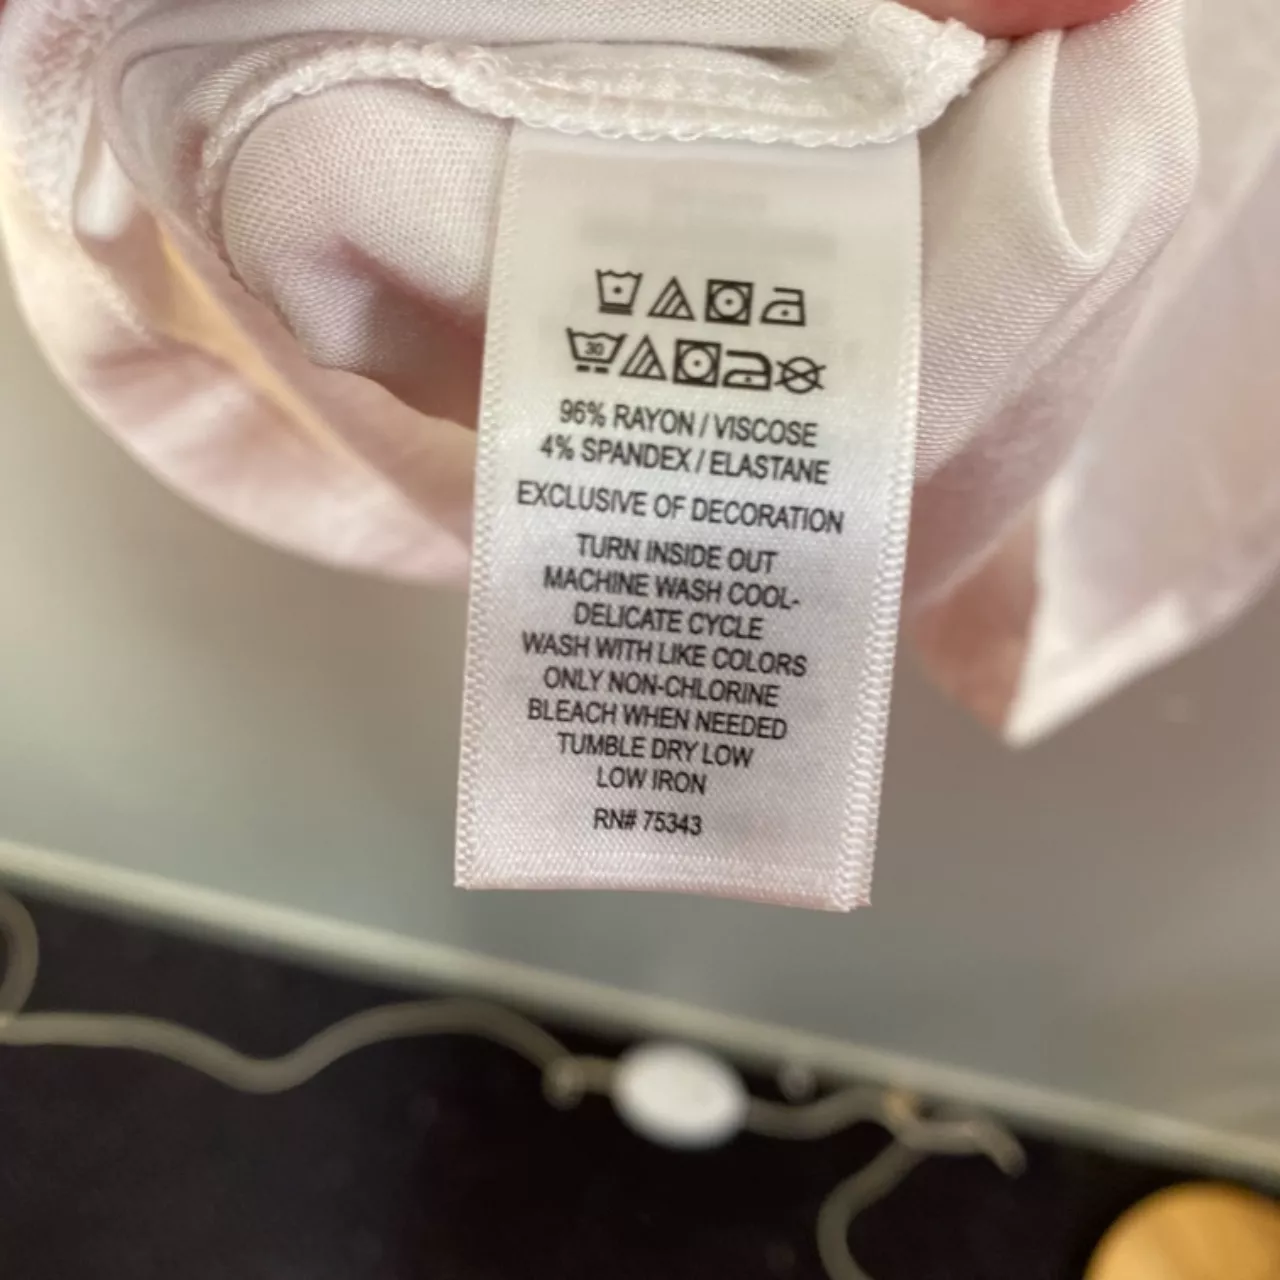 30
96% RAYON / VISCOSE
4% SPANDEX / ELASTANE
EXCLUSIVE OF DECORATION
TURN INSIDE OUT
MACHINE WASH COOL-
DELICATE CYCLE
WASH WITH LIKE COLORS
ONLY NON-CHLORINE
BLEACH WHEN NEEDED
TUMBLE DRY LOW
LOW IRON
RN# 75343